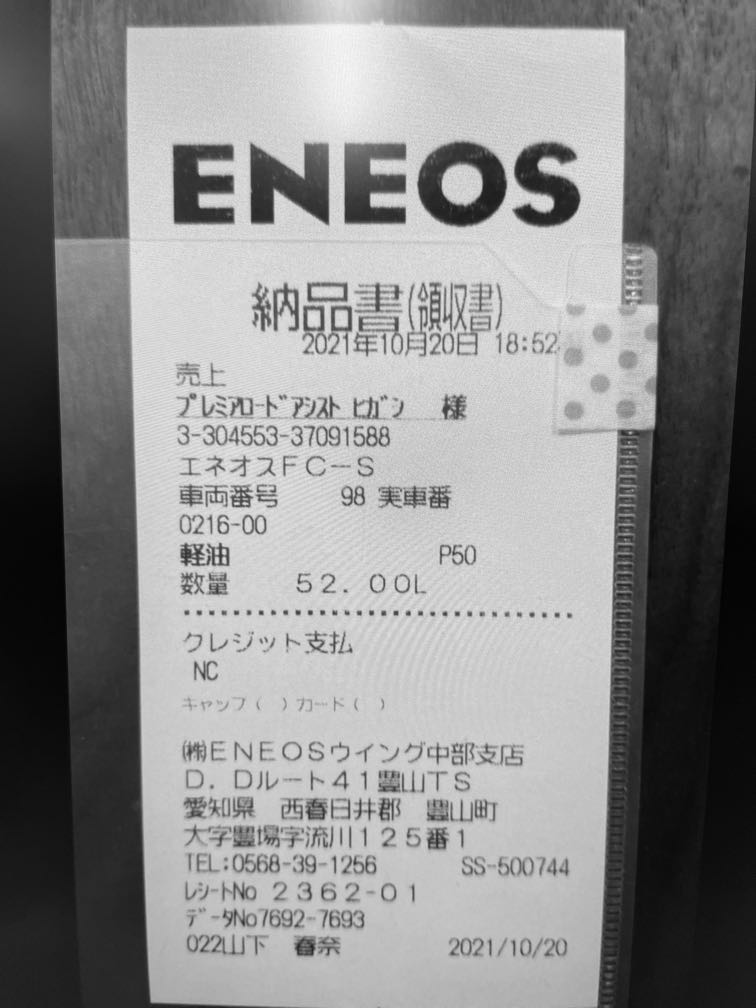 ENEOS
納品書(領収書)
2021年10月20日 18:52
売上
プレミアロードアシスト ヒガシ 様
3-304553-37091588
エネオスFC-S
車両番号 98 実車番
0216-00
軽油 P50
数量 52.00L
クレジット支払
NC
キャップ( ) カード( )
㈱ENEOSウイング中部支店
D.Dルート41豊山TS
愛知県 西春日井郡 豊山町
大字豊場字流川125番1
TEL:0568-39-1256 SS-500744
レシートNo 2362-01
データNo7692-7693
022山下 春奈 2021/10/20